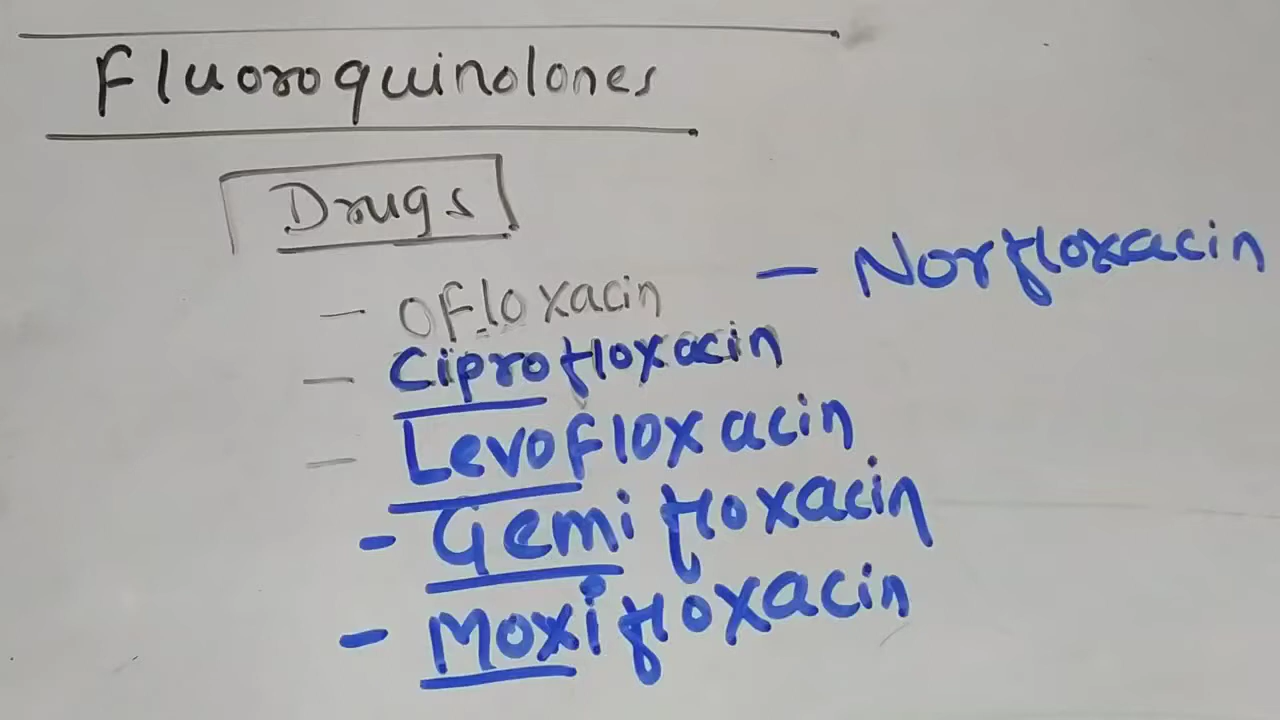 Fluoroquinolones
Drugs
- Ofloxacin
- Norfloxacin
- Ciprofloxacin
- Levofloxacin
- Gemifloxacin
- Moxifloxacin